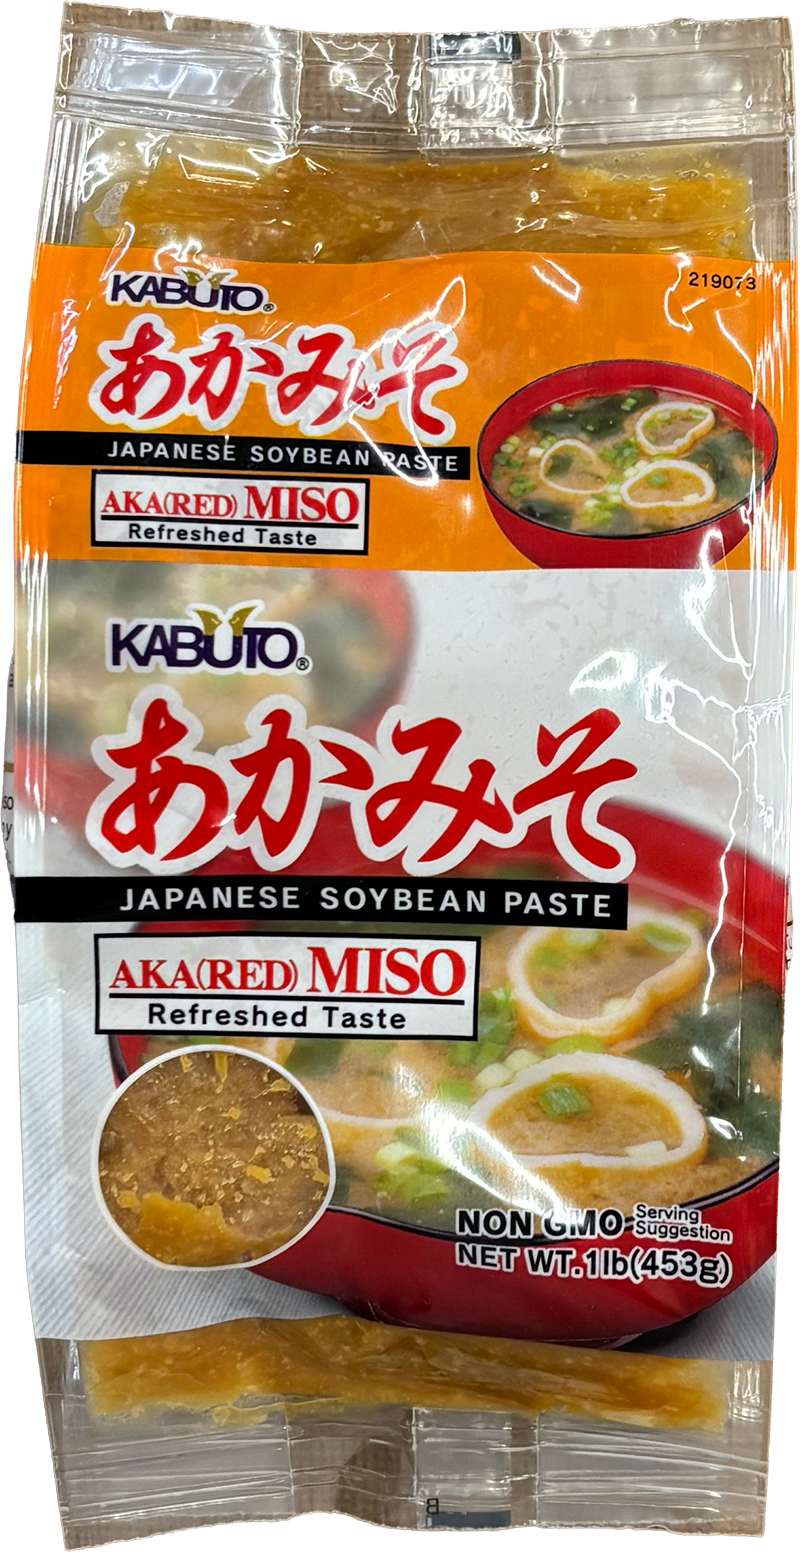 KABUTO®
219073
あかみそ
JAPANESE SOYBEAN PASTE
AKA(RED) MISO
Refreshed Taste
KABUTO®
あかみそ
JAPANESE SOYBEAN PASTE
AKA(RED) MISO
Refreshed Taste
NON GMO Serving
Suggestion
NET WT.1lb(453g)
B